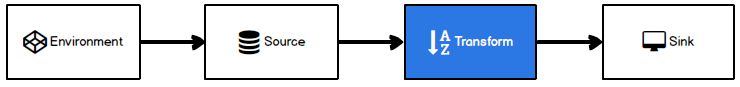 Environment
Source
A
Z
Transform
Sink